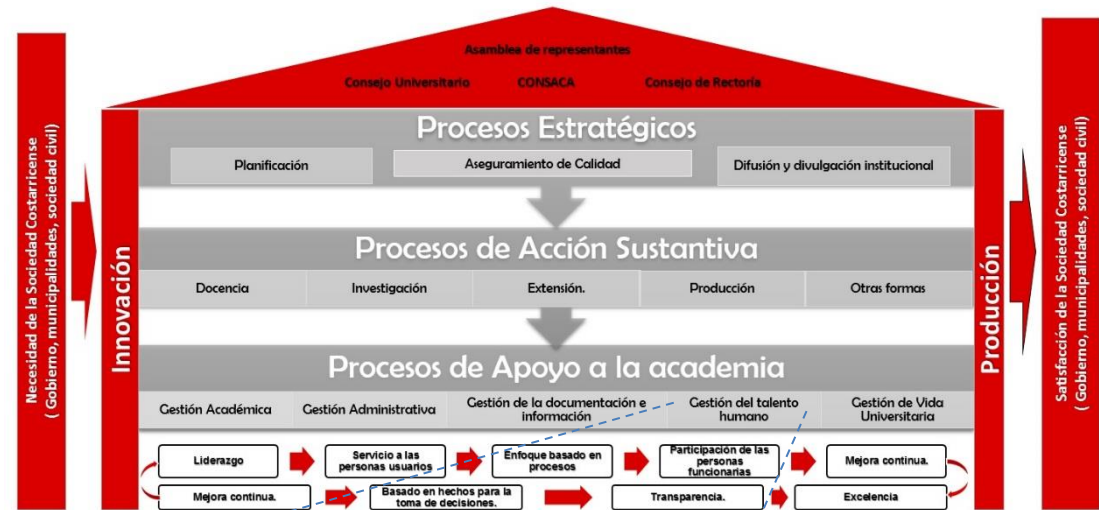 Asamblea de representantes
Consejo Universitario CONSACA Consejo de Rectoría
Necesidad de la Sociedad Costarricense
( Gobierno, municipalidades, sociedad civil)
Innovación
Procesos Estratégicos
Planificación
Aseguramiento de Calidad
Difusión y divulgación institucional
Procesos de Acción Sustantiva
Docencia
Investigación
Extensión.
Producción
Otras formas
Procesos de Apoyo a la academia
Gestión Académica
Gestión Administrativa
Gestión de la documentación e
información
Gestión del talento
humano
Gestión de Vida
Universitaria
Liderazgo
Servicio a las
personas usuarios
Enfoque basado en
procesos
Participación de las
personas
funcionarias
Mejora continua.
Mejora continua.
Basado en hechos para la
toma de decisiones.
Transparencia.
Excelencia
Producción
Satisfacción de la Sociedad Costarricense
( Gobierno, municipalidades, sociedad civil)